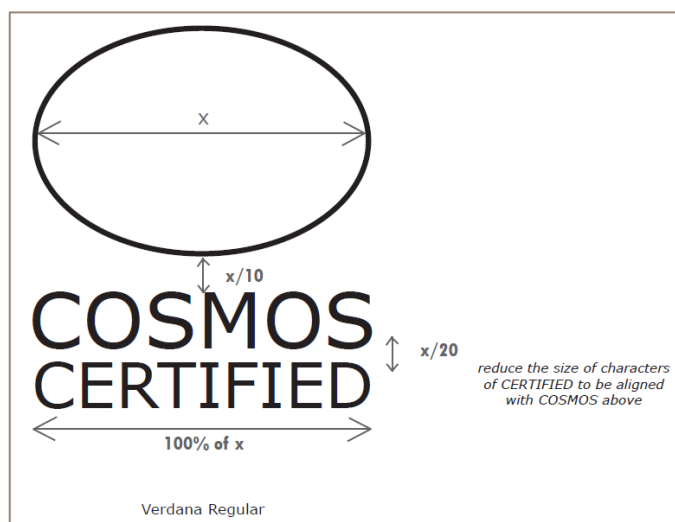 X
x/10
COSMOS
x/20
CERTIFIED
reduce the size of characters
of CERTIFIED to be aligned
with COSMOS above
100% of x
Verdana Regular